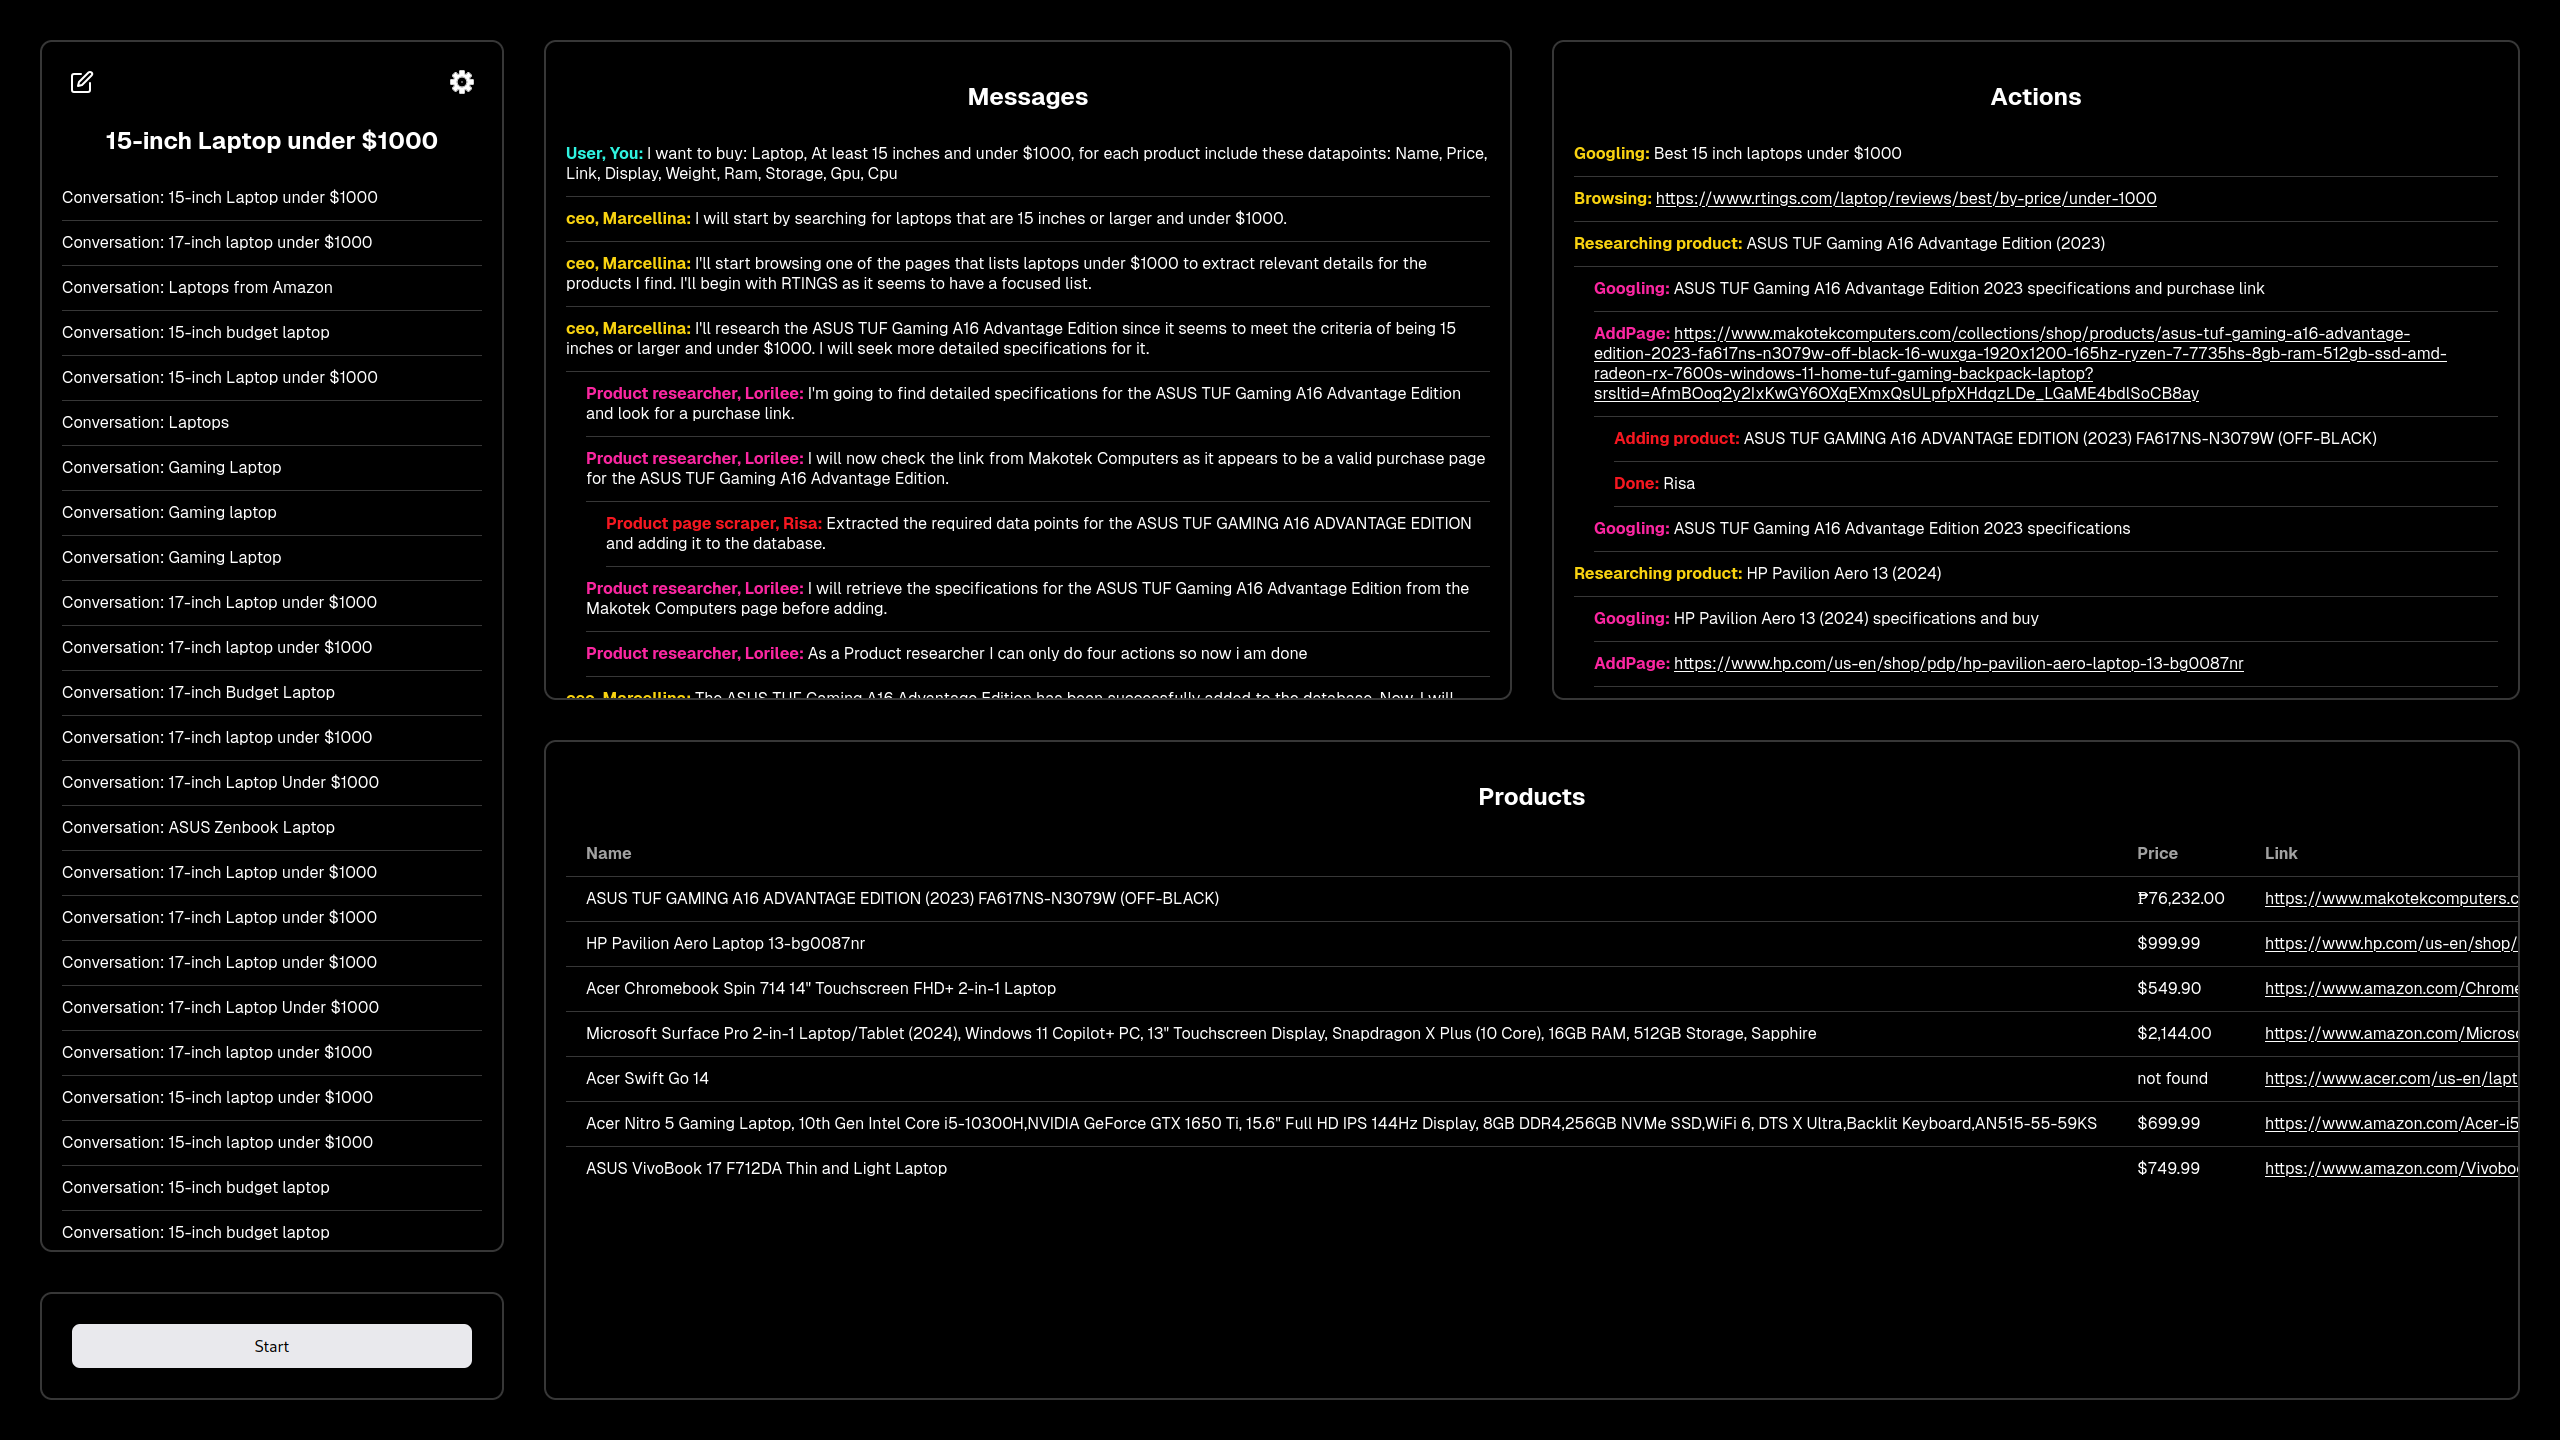 15-inch Laptop under $1000
Conversation: 15-inch Laptop under $1000
Conversation: 17-inch laptop under $1000
Conversation: Laptops from Amazon
Conversation: 15-inch budget laptop
Conversation: 15-inch Laptop under $1000
Conversation: Laptops
Conversation: Gaming Laptop
Conversation: Gaming laptop
Conversation: Gaming Laptop
Conversation: 17-inch Laptop under $1000
Conversation: 17-inch laptop under $1000
Conversation: 17-inch Budget Laptop
Conversation: 17-inch laptop under $1000
Conversation: 17-inch Laptop Under $1000
Conversation: ASUS Zenbook Laptop
Conversation: 17-inch Laptop under $1000
Conversation: 17-inch Laptop under $1000
Conversation: 17-inch Laptop under $1000
Conversation: 17-inch Laptop Under $1000
Conversation: 17-inch laptop under $1000
Conversation: 15-inch laptop under $1000
Conversation: 15-inch laptop under $1000
Conversation: 15-inch budget laptop
Conversation: 15-inch budget laptop
Start
Messages
User, You: I want to buy: Laptop, At least 15 inches and under $1000, for each product include these datapoints: Name, Price,
Link, Display, Weight, Ram, Storage, Gpu, Cpu
ceo, Marcellina: I will start by searching for laptops that are 15 inches or larger and under $1000.
ceo, Marcellina: I'll start browsing one of the pages that lists laptops under $1000 to extract relevant details for the
products I find. I'll begin with RTINGS as it seems to have a focused list.
ceo, Marcellina: I'll research the ASUS TUF Gaming A16 Advantage Edition since it seems to meet the criteria of being 15
inches or larger and under $1000. I will seek more detailed specifications for it.
Product researcher, Lorilee: I'm going to find detailed specifications for the ASUS TUF Gaming A16 Advantage Edition
and look for a purchase link.
Product researcher, Lorilee: I will now check the link from Makotek Computers as it appears to be a valid purchase page
for the ASUS TUF Gaming A16 Advantage Edition.
Product page scraper, Risa: Extracted the required data points for the ASUS TUF GAMING A16 ADVANTAGE EDITION
and adding it to the database.
Product researcher, Lorilee: I will retrieve the specifications for the ASUS TUF Gaming A16 Advantage Edition from the
Makotek Computers page before adding.
Product researcher, Lorilee: As a Product researcher I can only do four actions so now i am done
ceo, Marcellina: The ASUS TUF Gaming A16 Advantage Edition has been successfully added to the database. Now, I will
Actions
Googling: Best 15 inch laptops under $1000
Browsing: https://www.rtings.com/laptop/reviews/best/by-price/under-1000
Researching product: ASUS TUF Gaming A16 Advantage Edition (2023)
Googling: ASUS TUF Gaming A16 Advantage Edition 2023 specifications and purchase link
AddPage: https://www.makotekcomputers.com/collections/shop/products/asus-tuf-gaming-a16-advantage-
edition-2023-fa617ns-n3079w-off-black-16-wuxga-1920x1200-165hz-ryzen-7-7735hs-8gb-ram-512gb-ssd-amd-
radeon-rx-7600s-windows-11-home-tuf-gaming-backpack-laptop?
srsltid=AfmBOoq2y2IxKwGY6OXqEXmxQsULpfpXHdqzLDe_LGaME4bdlSoCB8ay
Adding product: ASUS TUF GAMING A16 ADVANTAGE EDITION (2023) FA617NS-N3079W (OFF-BLACK)
Done: Risa
Googling: ASUS TUF Gaming A16 Advantage Edition 2023 specifications
Researching product: HP Pavilion Aero 13 (2024)
Googling: HP Pavilion Aero 13 (2024) specifications and buy
AddPage: https://www.hp.com/us-en/shop/pdp/hp-pavilion-aero-laptop-13-bg0087nr
Products
Name Price Link
ASUS TUF GAMING A16 ADVANTAGE EDITION (2023) FA617NS-N3079W (OFF-BLACK) ₱76,232.00 https://www.makotekcomputers.c
HP Pavilion Aero Laptop 13-bg0087nr $999.99 https://www.hp.com/us-en/shop/
Acer Chromebook Spin 714 14" Touchscreen FHD+ 2-in-1 Laptop $549.90 https://www.amazon.com/Chrome
Microsoft Surface Pro 2-in-1 Laptop/Tablet (2024), Windows 11 Copilot+ PC, 13" Touchscreen Display, Snapdragon X Plus (10 Core), 16GB RAM, 512GB Storage, Sapphire $2,144.00 https://www.amazon.com/Microso
Acer Swift Go 14 not found https://www.acer.com/us-en/lapt
Acer Nitro 5 Gaming Laptop, 10th Gen Intel Core i5-10300H,NVIDIA GeForce GTX 1650 Ti, 15.6" Full HD IPS 144Hz Display, 8GB DDR4,256GB NVMe SSD,WiFi 6, DTS X Ultra,Backlit Keyboard,AN515-55-59KS $699.99 https://www.amazon.com/Acer-i5
ASUS VivoBook 17 F712DA Thin and Light Laptop $749.99 https://www.amazon.com/Vivoboo